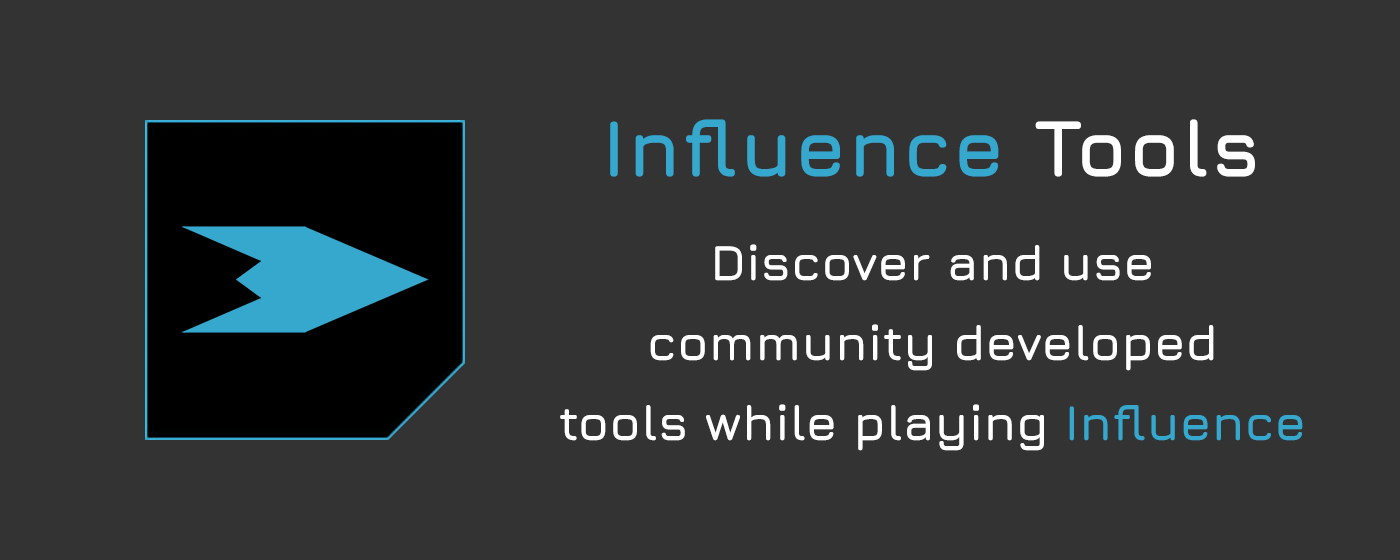 Influence Tools
Discover and use
community developed
tools while playing Influence